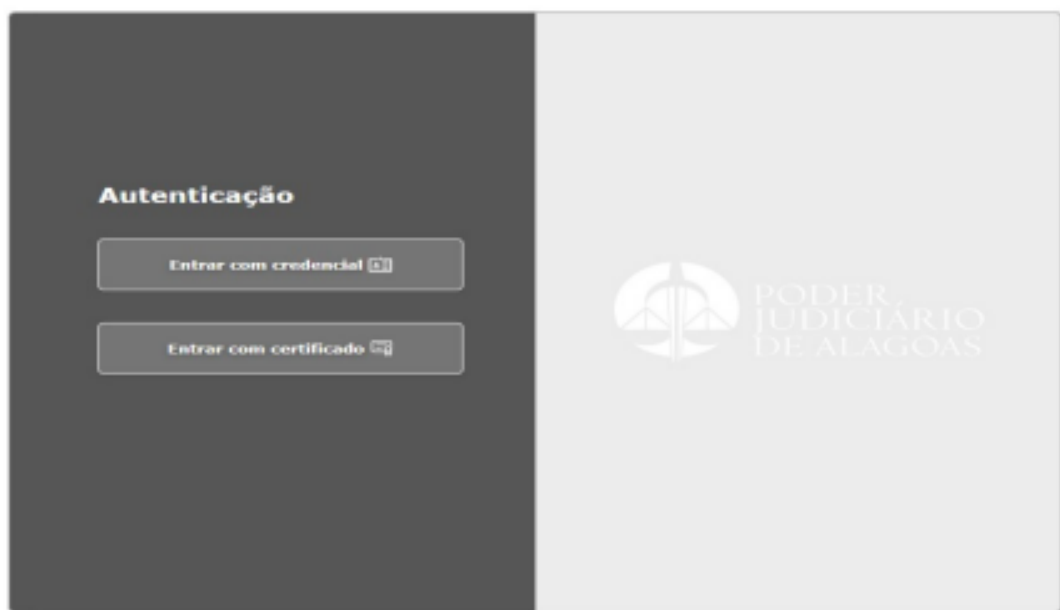 Autenticação
Entrar com credencial
Entrar com certificado
PODER
JUDICIÁRIO
DE ALAGOAS